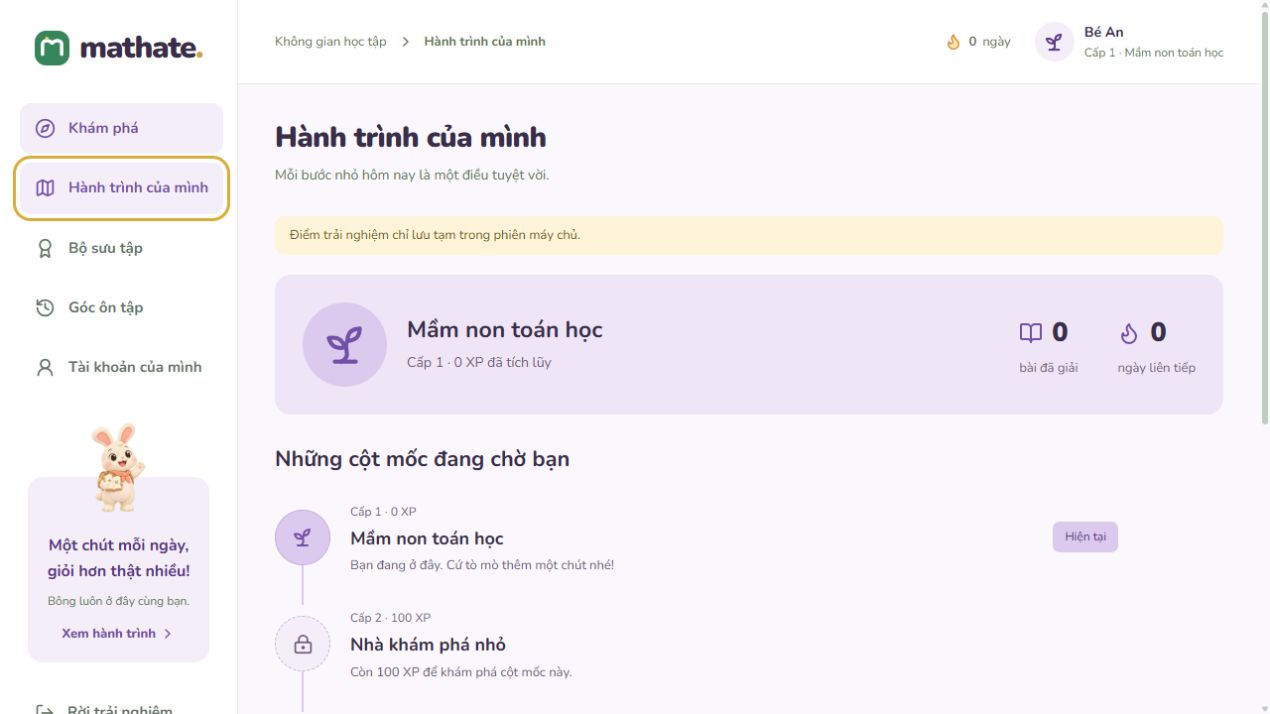 mathate.
Khám phá
Hành trình của mình
Bộ sưu tập
Góc ôn tập
Tài khoản của mình
Một chút mỗi ngày,
giỏi hơn thật nhiều!
Bông luôn ở đây cùng bạn.
Xem hành trình
Rời trải nghiệm
Không gian học tập
Hành trình của mình
0 ngày
Bé An
Cấp 1 · Mầm non toán học
Hành trình của mình
Mỗi bước nhỏ hôm nay là một điều tuyệt vời.
Điểm trải nghiệm chỉ lưu tạm trong phiên máy chủ.
Mầm non toán học
Cấp 1 · 0 XP đã tích lũy
0
bài đã giải
0
ngày liên tiếp
Những cột mốc đang chờ bạn
Cấp 1 · 0 XP
Mầm non toán học
Bạn đang ở đây. Cứ tò mò thêm một chút nhé!
Hiện tại
Cấp 2 · 100 XP
Nhà khám phá nhỏ
Còn 100 XP để khám phá cột mốc này.